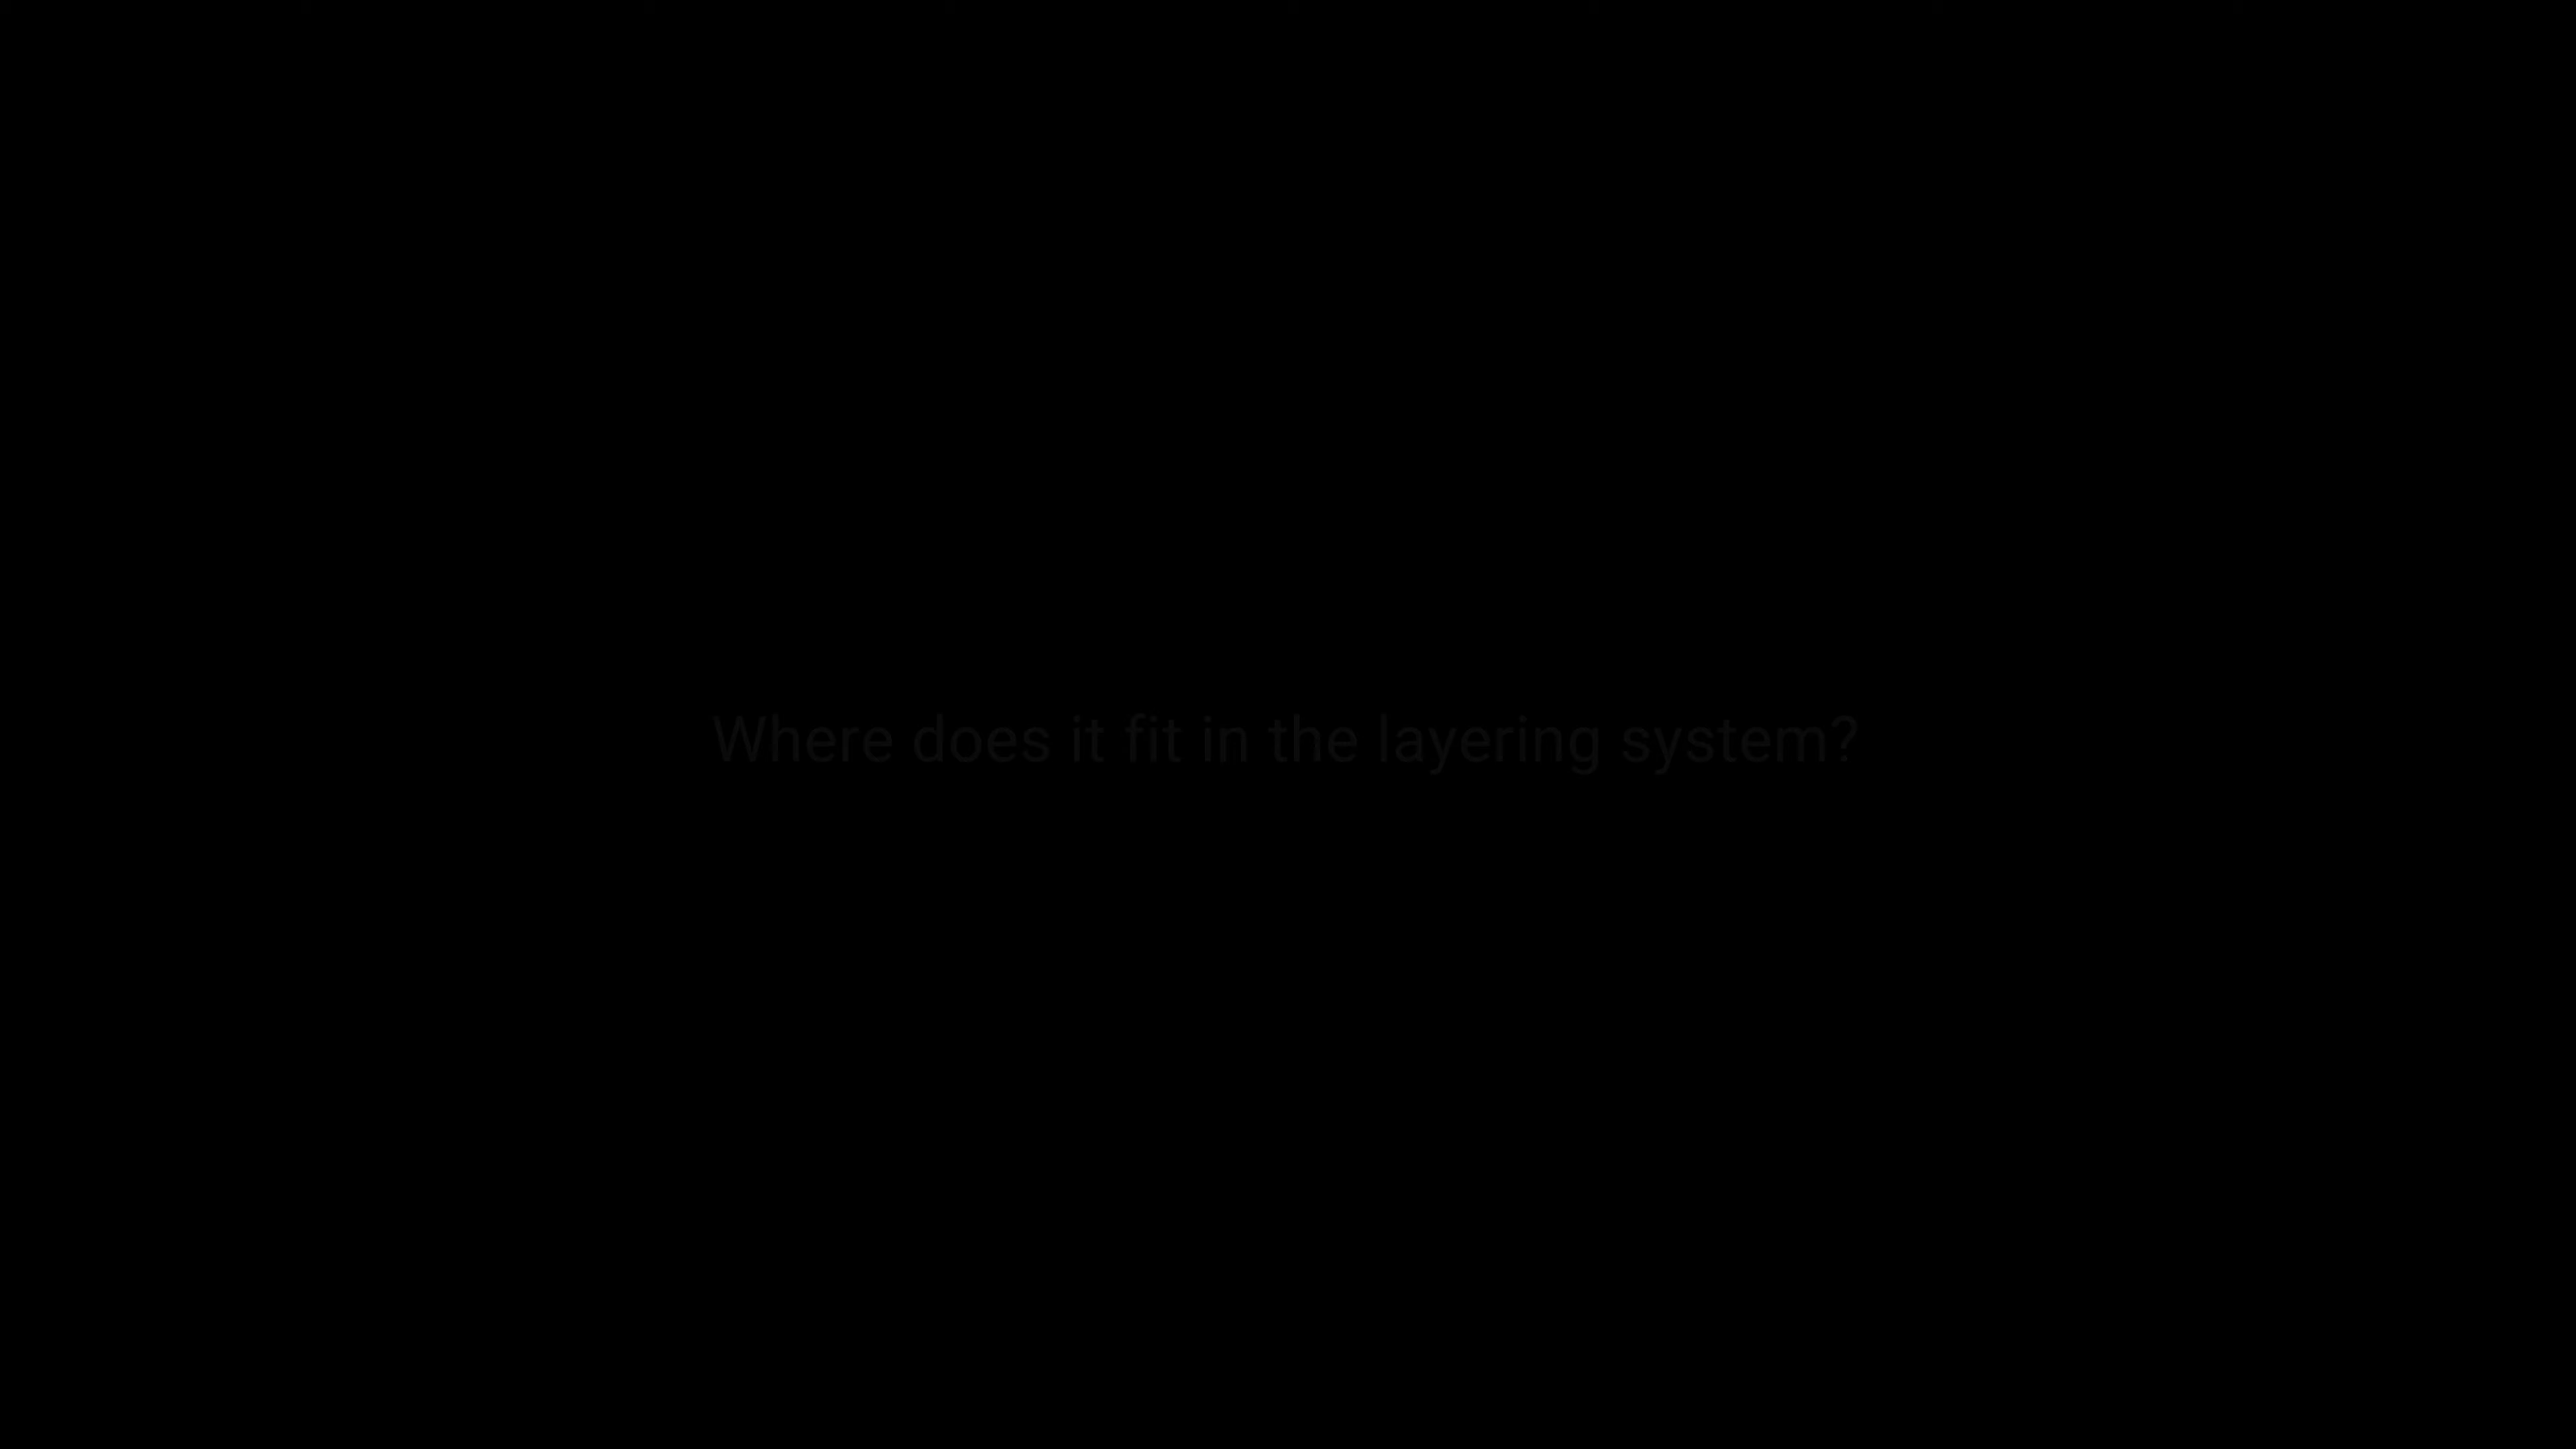 Where does it fit in the layering system?